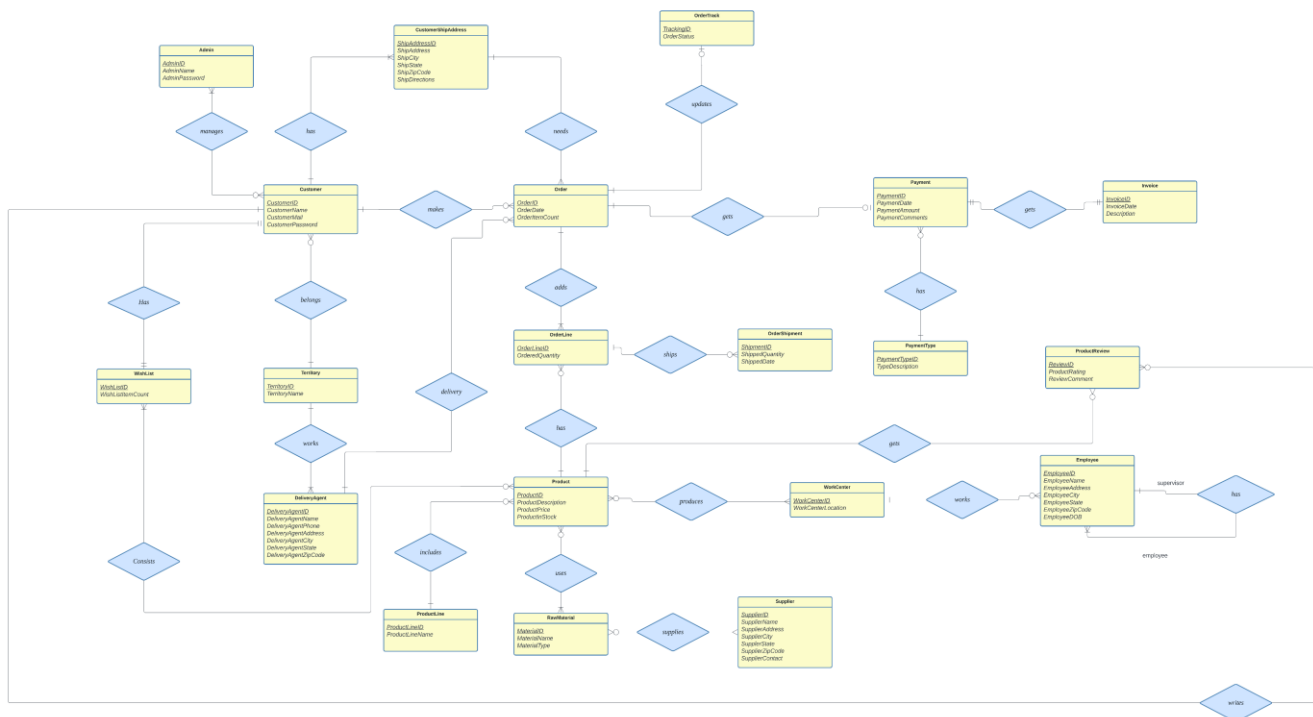 OrderTrack
TrackingID
OrderStatus
CustomerShipAddress
ShipAddressID
ShipAddress
ShipCity
ShipState
ShipZipCode
ShipDirections
Admin
AdminID
AdminName
AdminPassword
updates
manages
has
needs
Customer
CustomerID
CustomerName
CustomerMail
CustomerPassword
makes
Order
OrderID
OrderDate
OrderItemCount
gets
Payment
PaymentID
PaymentDate
PaymentAmount
PaymentComments
gets
Invoice
InvoiceID
InvoiceDate
Description
Has
belongs
adds
has
OrderLine
OrderLineID
OrderedQuantity
ships
OrderShipment
ShipmentID
ShippedQuantity
ShippedDate
PaymentType
PaymentTypeID
TypeDescription
ProductReview
ReviewID
ProductRating
ReviewComment
WishList
WishListID
WishListItemCount
Territory
TerritoryID
TerritoryName
delivery
works
has
gets
DeliveryAgent
DeliveryAgentID
DeliveryAgentName
DeliveryAgentPhone
DeliveryAgentAddress
DeliveryAgentCity
DeliveryAgentState
DeliveryAgentZipCode
Product
ProductID
ProductDescription
ProductPrice
ProductInStock
produces
WorkCenter
WorkCenterID
WorkCenterLocation
works
Employee
EmployeeID
EmployeeName
EmployeeAddress
EmployeeCity
EmployeeState
EmployeeZipCode
EmployeeDOB
supervisor
has
employee
Consists
includes
uses
ProductLine
ProductLineID
ProductLineName
RawMaterial
MaterialID
MaterialName
MaterialType
supplies
Supplier
SupplierID
SupplierName
SupplierAddress
SupplierCity
SupplierState
SupplierZipCode
SupplierContact
writes